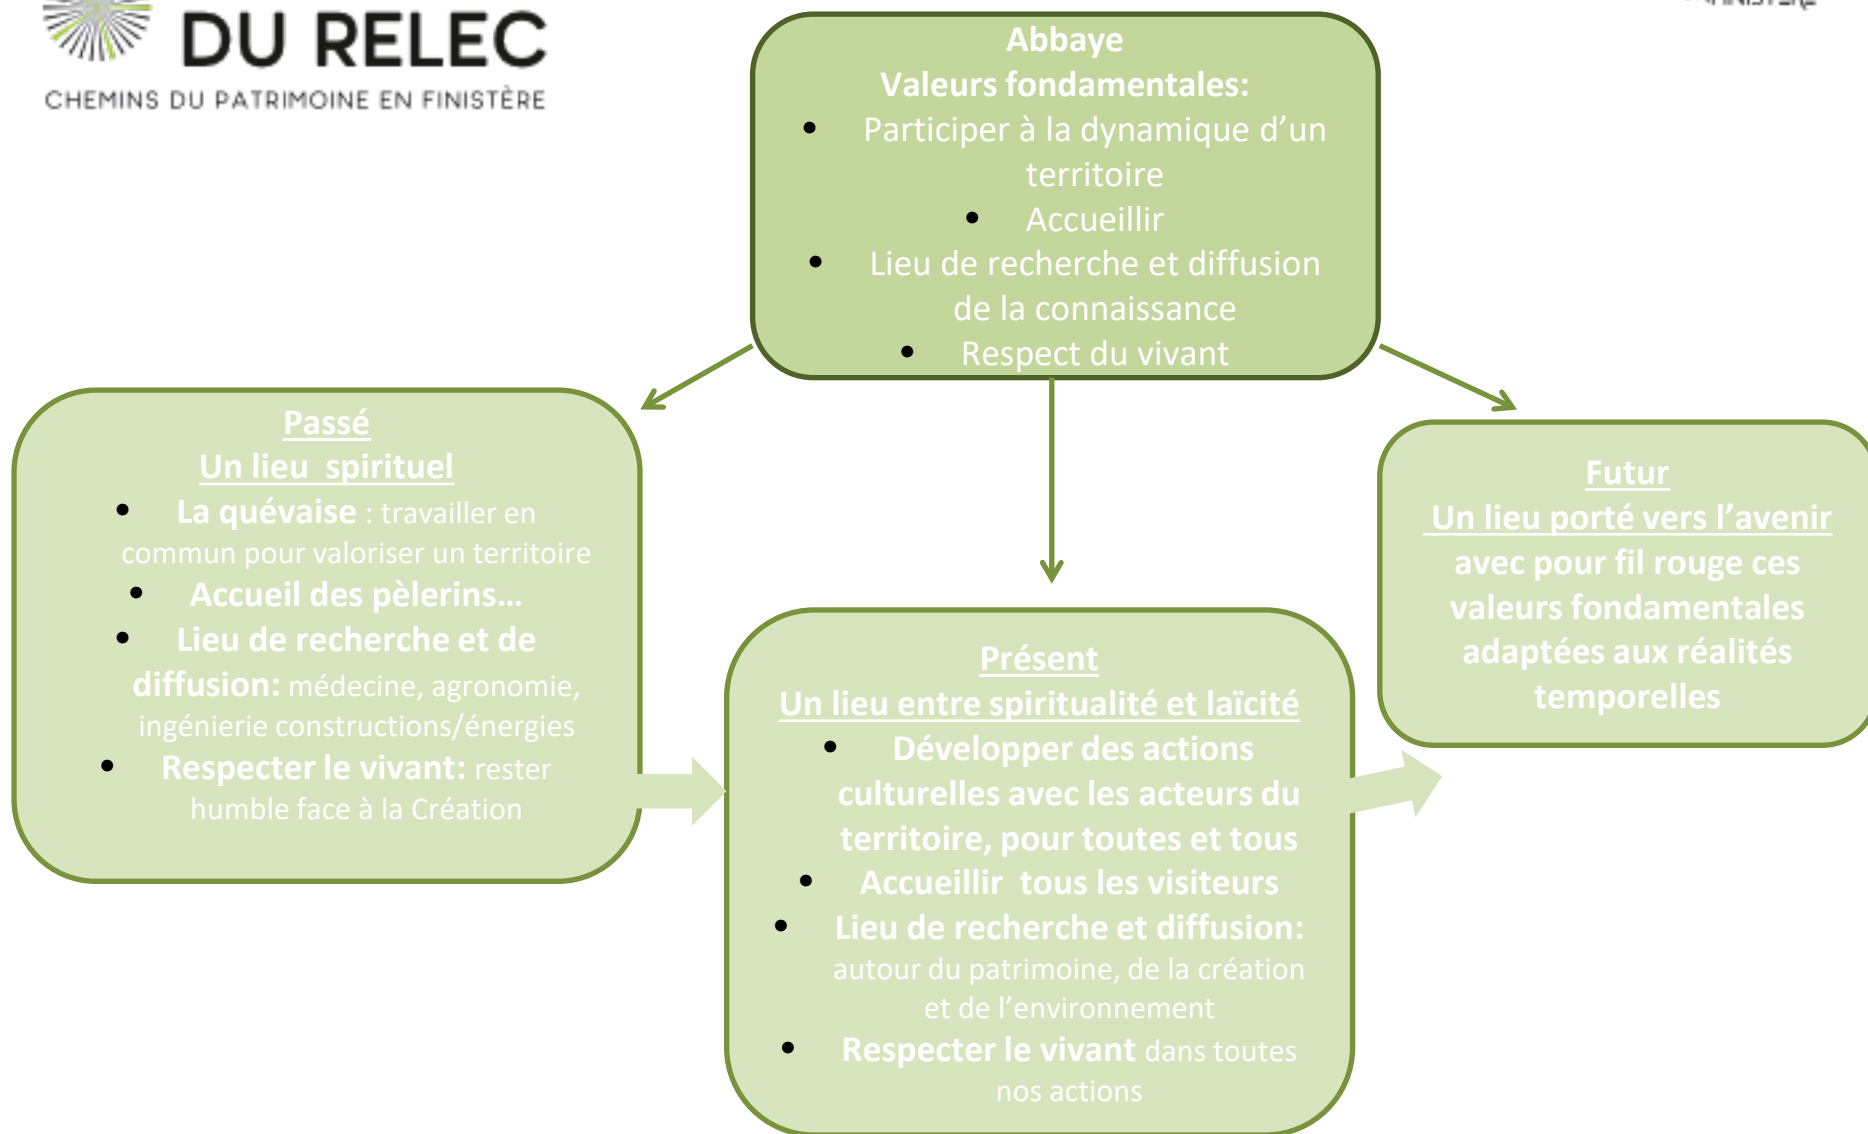 DU RELEC
CHEMINS DU PATRIMOINE EN FINISTÈRE
Abbaye
Valeurs fondamentales:
• Participer à la dynamique d’un
territoire
• Accueillir
• Lieu de recherche et diffusion
de la connaissance
• Respect du vivant
Passé
Un lieu spirituel
• La quévaise : travailler en
commun pour valoriser un territoire
• Accueil des pèlerins...
• Lieu de recherche et de
diffusion: médecine, agronomie,
ingénierie constructions/énergies
• Respecter le vivant: rester
humble face à la Création
Présent
Un lieu entre spiritualité et laïcité
• Développer des actions
culturelles avec les acteurs du
territoire, pour toutes et tous
• Accueillir tous les visiteurs
• Lieu de recherche et diffusion:
autour du patrimoine, de la création
et de l’environnement
• Respecter le vivant dans toutes
nos actions
Futur
Un lieu porté vers l’avenir
avec pour fil rouge ces
valeurs fondamentales
adaptées aux réalités
temporelles